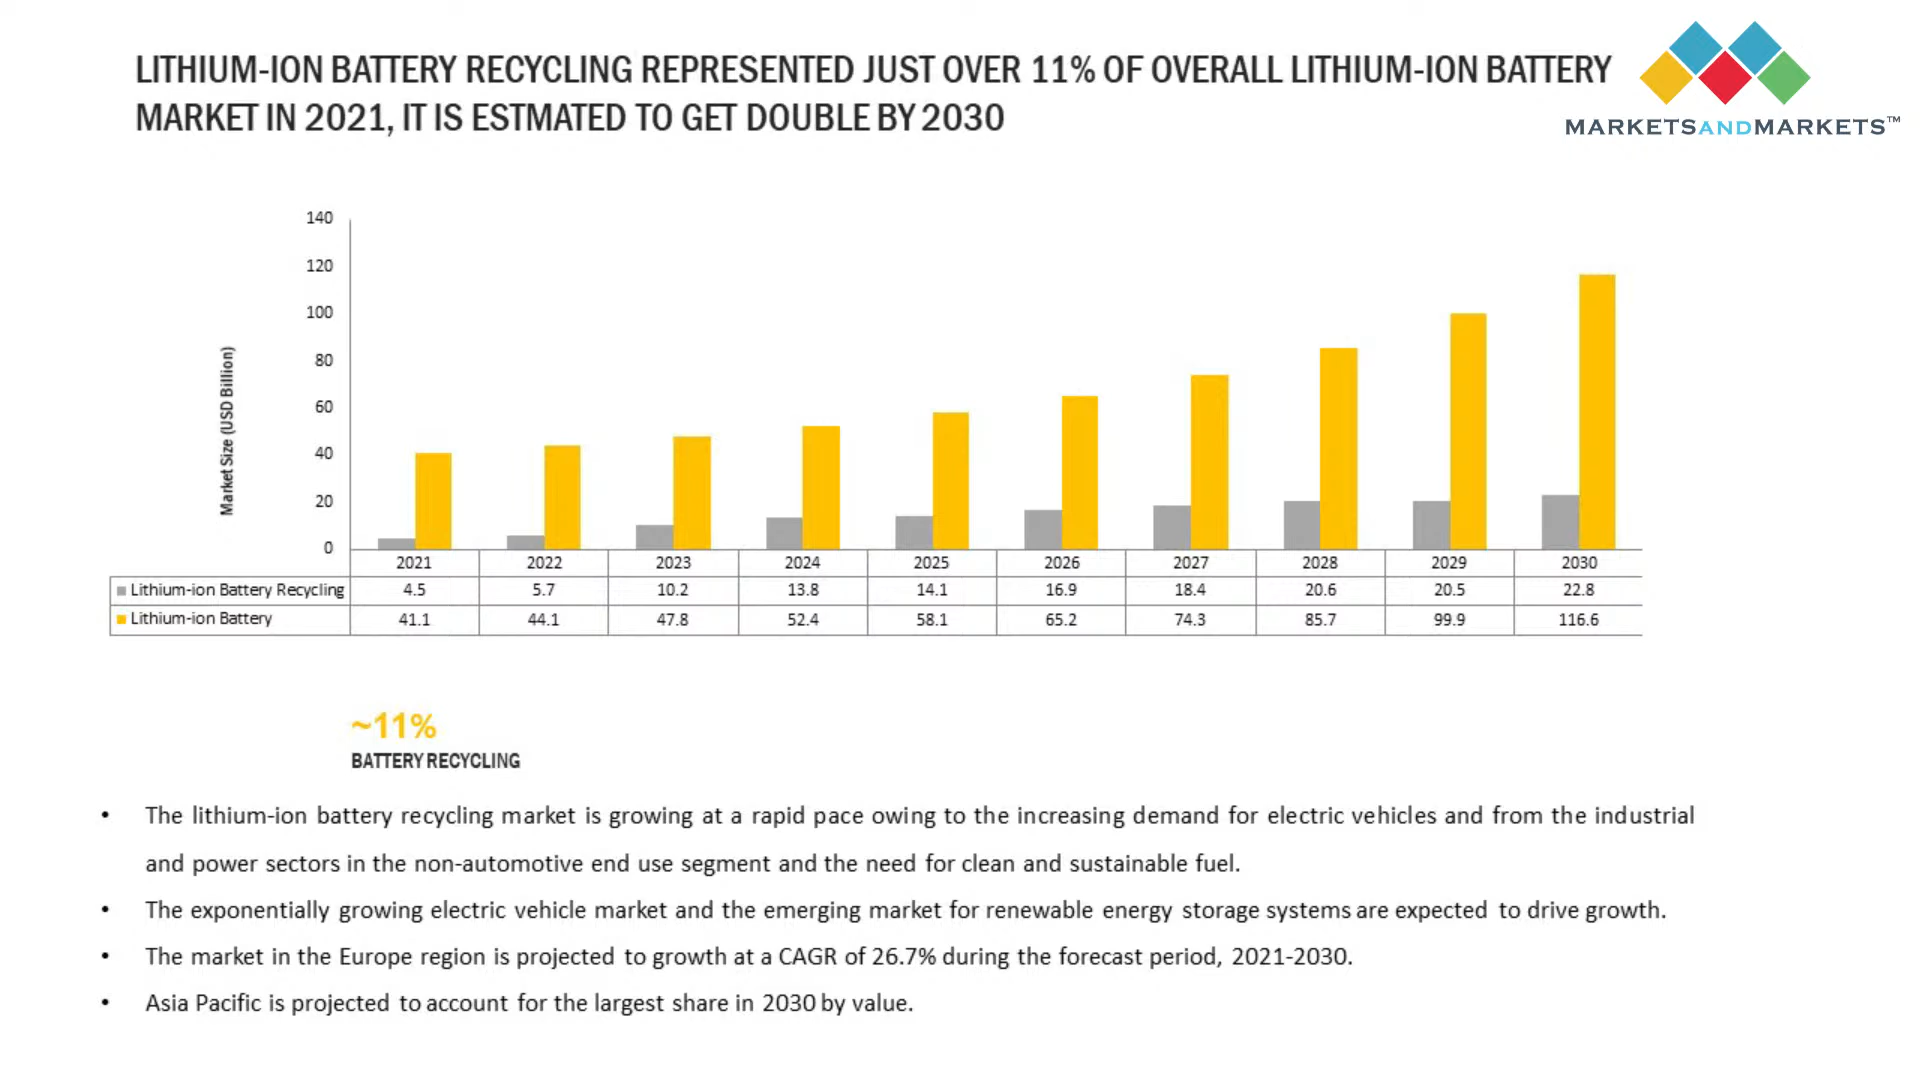 LITHIUM-ION BATTERY RECYCLING REPRESENTED JUST OVER 11% OF OVERALL LITHIUM-ION BATTERY
MARKET IN 2021, IT IS ESTMATED TO GET DOUBLE BY 2030
MARKETSANDMARKETS™
Market Size (USD Billion)
140
120
100
80
60
40
20
0
2021 2022 2023 2024 2025 2026 2027 2028 2029 2030
Lithium-ion Battery Recycling 4.5 5.7 10.2 13.8 14.1 16.9 18.4 20.6 20.5 22.8
Lithium-ion Battery 41.1 44.1 47.8 52.4 58.1 65.2 74.3 85.7 99.9 116.6
~11%
BATTERY RECYCLING
• The lithium-ion battery recycling market is growing at a rapid pace owing to the increasing demand for electric vehicles and from the industrial
and power sectors in the non-automotive end use segment and the need for clean and sustainable fuel.
• The exponentially growing electric vehicle market and the emerging market for renewable energy storage systems are expected to drive growth.
• The market in the Europe region is projected to growth at a CAGR of 26.7% during the forecast period, 2021-2030.
• Asia Pacific is projected to account for the largest share in 2030 by value.